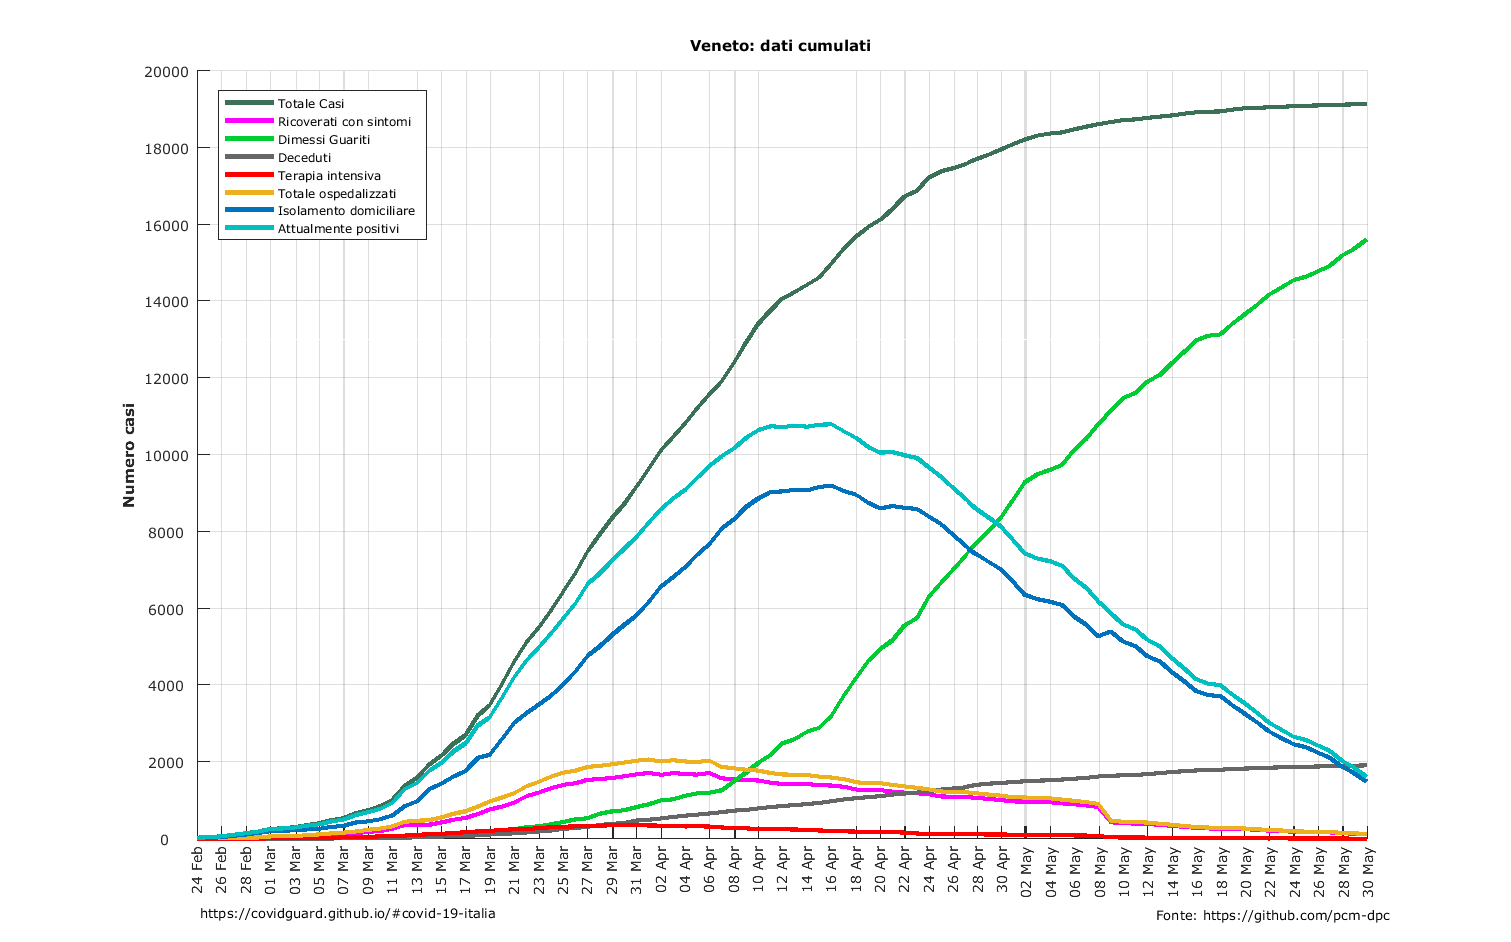 Veneto: dati cumulati
Numero casi
20000
18000
16000
14000
12000
10000
8000
6000
4000
2000
0
Totale Casi
Ricoverati con sintomi
Dimessi Guariti
Deceduti
Terapia intensiva
Totale ospedalizzati
Isolamento domiciliare
Attualmente positivi
24 Feb
26 Feb
28 Feb
01 Mar
03 Mar
05 Mar
07 Mar
09 Mar
11 Mar
13 Mar
15 Mar
17 Mar
19 Mar
21 Mar
23 Mar
25 Mar
27 Mar
29 Mar
31 Mar
02 Apr
04 Apr
06 Apr
08 Apr
10 Apr
12 Apr
14 Apr
16 Apr
18 Apr
20 Apr
22 Apr
24 Apr
26 Apr
28 Apr
30 Apr
02 May
04 May
06 May
08 May
10 May
12 May
14 May
16 May
18 May
20 May
22 May
24 May
26 May
28 May
30 May
https://covidguard.github.io/#covid-19-italia
Fonte: https://github.com/pcm-dpc